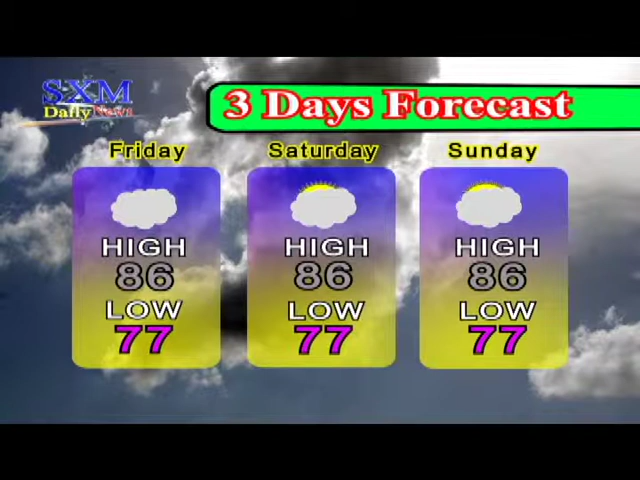 SXM
Daily News
3 Days Forecast
Friday
Saturday
Sunday
HIGH
86
LOW
77
HIGH
86
LOW
77
HIGH
86
LOW
77